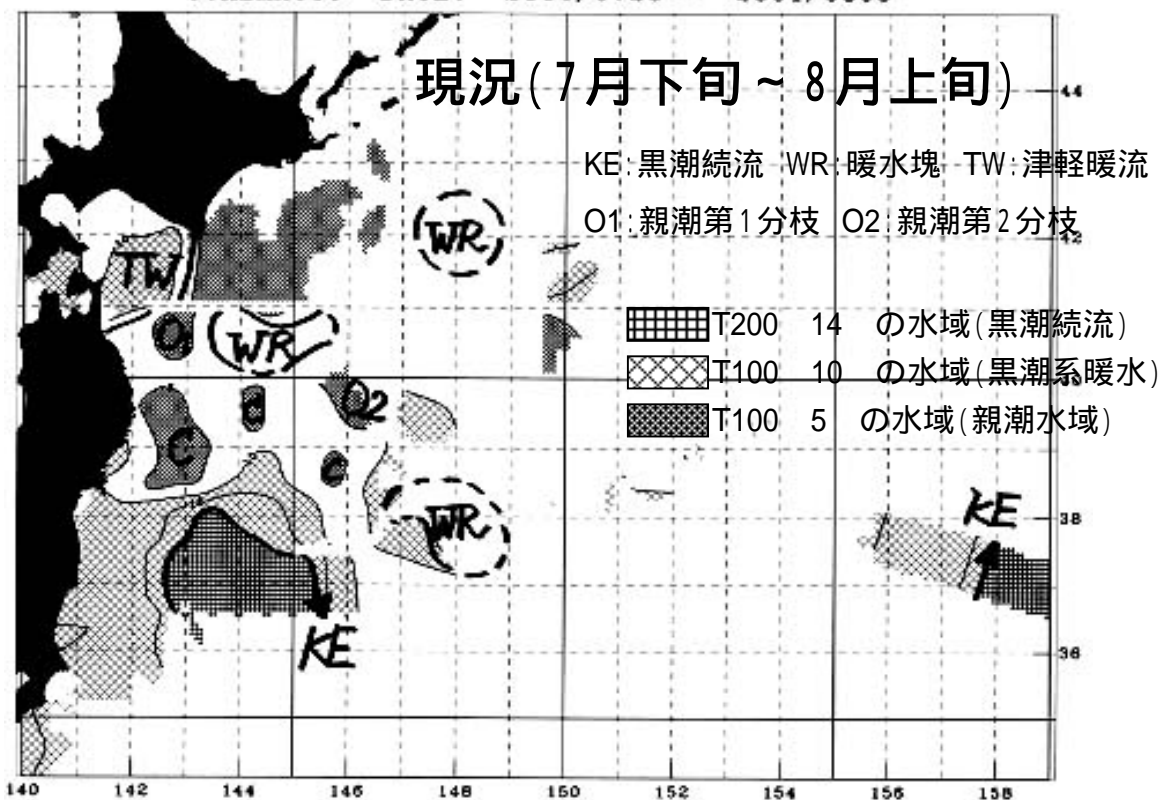 現況(7月下旬~8月上旬)
44
KE:黒潮続流 WR:暖水塊 TW:津軽暖流
O1:親潮第1分枝 O2:親潮第2分枝
42
WR
TW
T200 14 の水域(黒潮続流)
O1
WR
T100 10 の水域(黒潮系暖水)
O2
T100 5 の水域(親潮水域)
C
C
C
WR
KE
38
KE
36
140 142 144 146 148 150 152 154 156 158